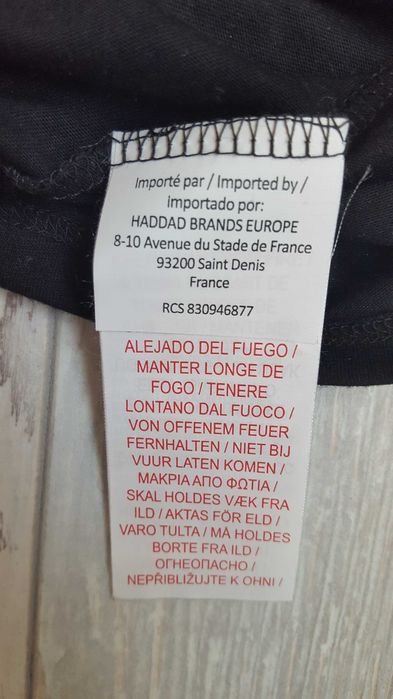 Importé par / Imported by /
importado por:
HADDAD BRANDS EUROPE
8-10 Avenue du Stade de France
93200 Saint Denis
France
RCS 830946877
ALEJADO DEL FUEGO /
MANTER LONGE DE
FOGO / TENERE
LONTANO DAL FUOCO /
VON OFFENEM FEUER
FERNHALTEN / NIET BIJ
VUUR LATEN KOMEN /
ΜΑΚΡΙΑ ΑΠΟ ΦΩΤΙΑ /
SKAL HOLDES VÆK FRA
ILD / AKTAS FÖR ELD /
VARO TULTA / MÅ HOLDES
BORTE FRA ILD /
ОГНЕОПАСНО /
NEPŘIBLIŽUJTE K OHNI /